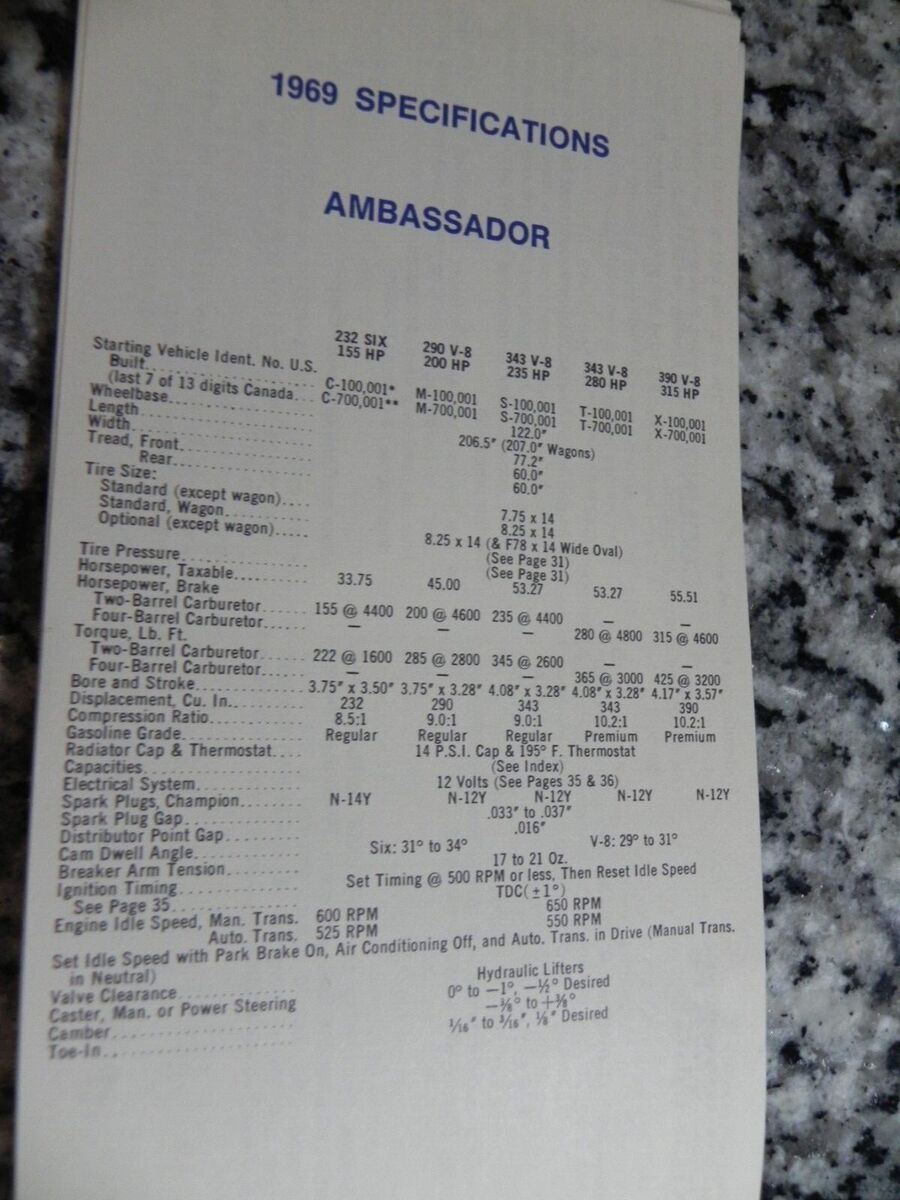 1969 SPECIFICATIONS
AMBASSADOR
232 SIX 290 V-8 343 V-8 343 V-8 390 V-8
155 HP 200 HP 235 HP 280 HP 315 HP
Starting Vehicle Ident. No. U.S.
Built.......... C-100,001* M-100,001 S-100,001 T-100,001 X-100,001
(last 7 of 13 digits Canada... C-700,001** M-700,001 S-700,001 T-700,001 X-700,001
Wheelbase.......... 122.0"
Length.......... 206.5" (207.0" Wagons)
Width.......... 77.2"
Tread, Front.......... 60.0"
Rear.......... 60.0"
Tire Size:
Standard (except wagon).... 7.75 x 14
Standard, Wagon.......... 8.25 x 14
Optional (except wagon)..... 8.25 x 14 (& F78 x 14 Wide Oval)
(See Page 31)
Tire Pressure.......... (See Page 31)
Horsepower, Taxable.......... 33.75 45.00 53.27 53.27 55.51
Horsepower, Brake
Two-Barrel Carburetor...... 155 @ 4400 200 @ 4600 235 @ 4400 — —
Four-Barrel Carburetor...... — — — 280 @ 4800 315 @ 4600
Torque, Lb. Ft.
Two-Barrel Carburetor...... 222 @ 1600 285 @ 2800 345 @ 2600 — —
Four-Barrel Carburetor...... — — — 365 @ 3000 425 @ 3200
Bore and Stroke.......... 3.75" x 3.50" 3.75" x 3.28" 4.08" x 3.28" 4.08" x 3.28" 4.17" x 3.57"
Displacement, Cu. In.......... 232 290 343 343 390
Compression Ratio.......... 8.5:1 9.0:1 9.0:1 10.2:1 10.2:1
Gasoline Grade.......... Regular Regular Regular Premium Premium
Radiator Cap & Thermostat.... 14 P.S.I. Cap & 195° F. Thermostat
Capacities.......... (See Index)
Electrical System.......... 12 Volts (See Pages 35 & 36)
Spark Plugs, Champion.......... N-14Y N-12Y N-12Y N-12Y N-12Y
Spark Plug Gap.......... .033" to .037"
Distributor Point Gap.......... .016"
Cam Dwell Angle.......... Six: 31° to 34° V-8: 29° to 31°
Breaker Arm Tension.......... 17 to 21 Oz.
Ignition Timing.......... Set Timing @ 500 RPM or less, Then Reset Idle Speed
See Page 35.......... TDC(±1°)
Engine Idle Speed, Man. Trans. 600 RPM 650 RPM
Auto. Trans. 525 RPM 550 RPM
Set Idle Speed with Park Brake On, Air Conditioning Off, and Auto. Trans. in Drive (Manual Trans.
in Neutral)
Valve Clearance.......... Hydraulic Lifters
Caster, Man. or Power Steering 0° to —1°, —½° Desired
Camber.......... —⅜° to +⅜°
Toe-In.......... 1/16" to 3/16", ⅛" Desired